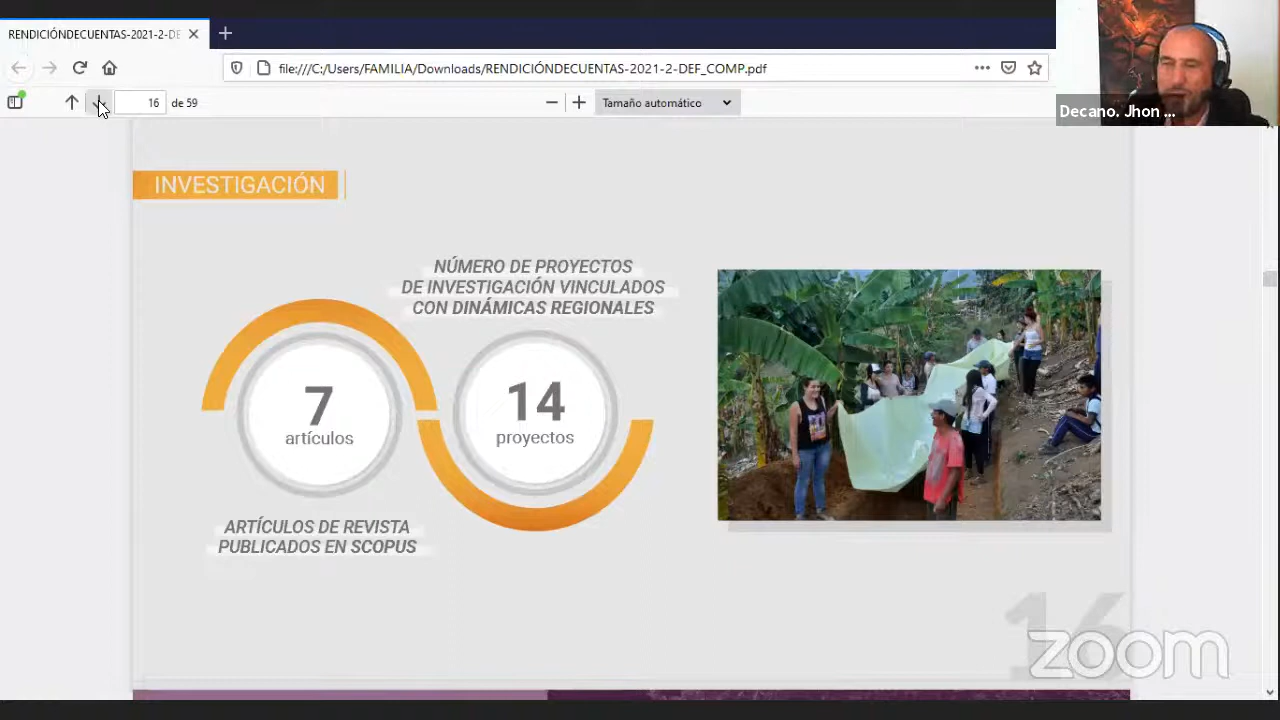 RENDICIÓNDECUENTAS-2021-2-DE
file:///C:/Users/FAMILIA/Downloads/RENDICIÓNDECUENTAS-2021-2-DEF_COMP.pdf
Decano. Jhon ...
16 de 59
Tamaño automático
INVESTIGACIÓN
NÚMERO DE PROYECTOS
DE INVESTIGACIÓN VINCULADOS
CON DINÁMICAS REGIONALES
7
artículos
14
proyectos
ARTÍCULOS DE REVISTA
PUBLICADOS EN SCOPUS
16
zoom